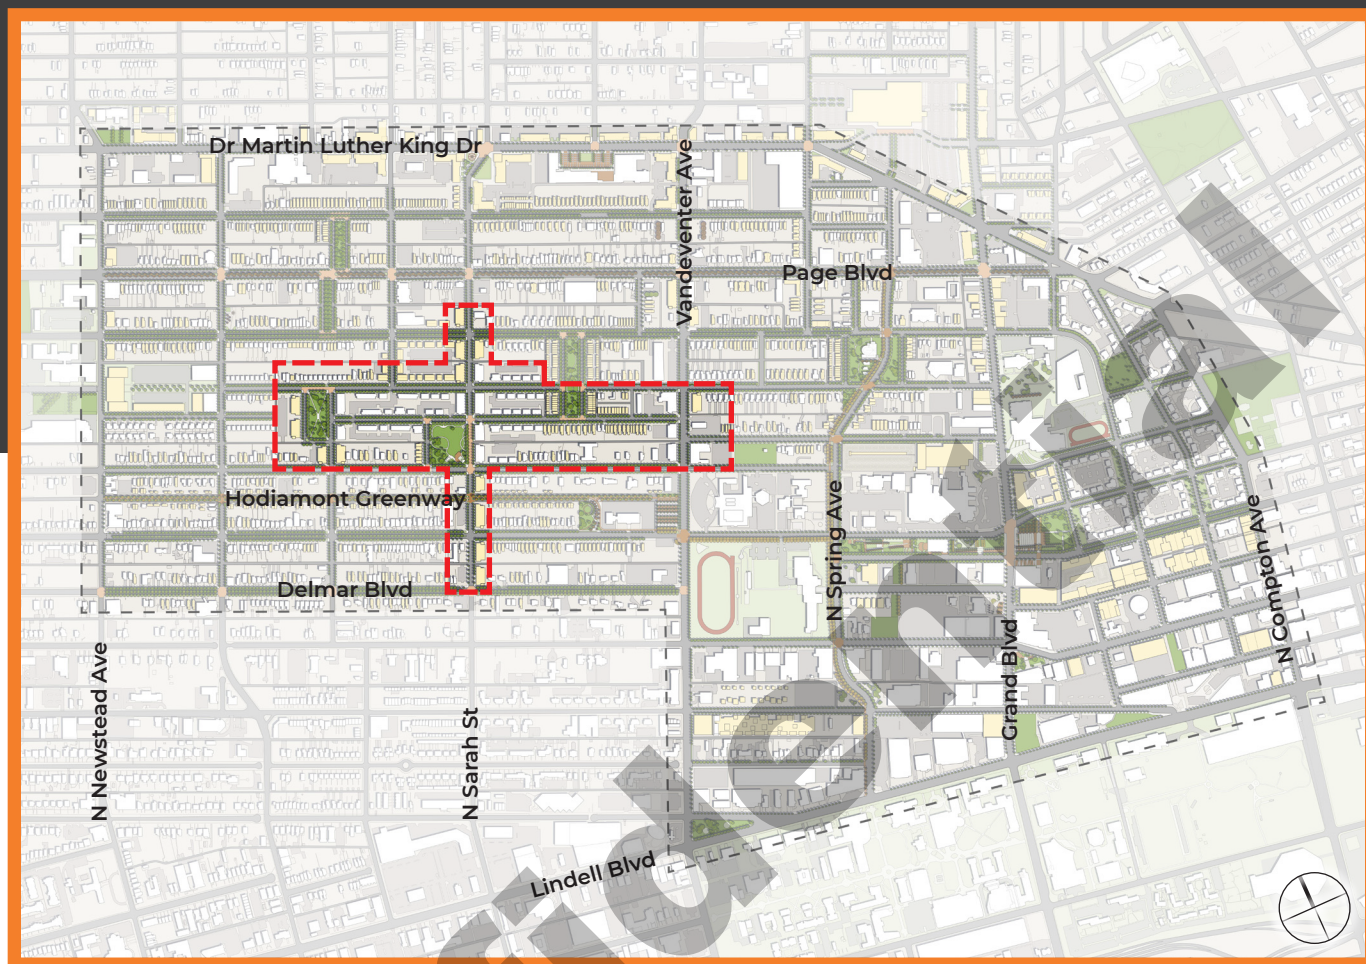 Dr Martin Luther King Dr
Vandeventer Ave
Page Blvd
Hodiamont Greenway
Delmar Blvd
N Spring Ave
N Compton Ave
Grand Blvd
N Newstead Ave
N Sarah St
Lindell Blvd
fidential